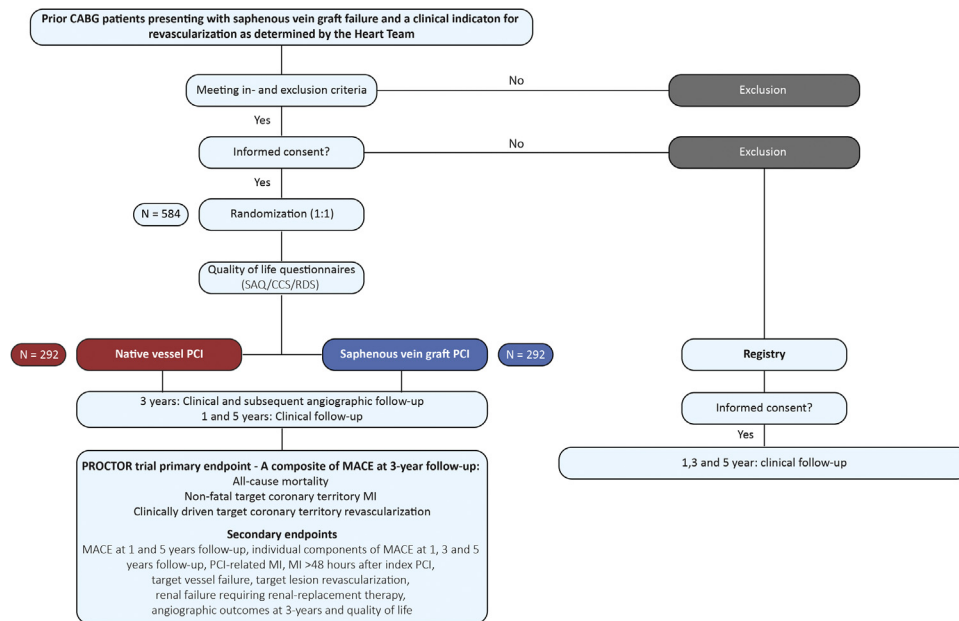 Prior CABG patients presenting with saphenous vein graft failure and a clinical indicaton for
revascularization as determined by the Heart Team
Meeting in- and exclusion criteria
No
Exclusion
Yes
Informed consent?
No
Exclusion
Yes
N = 584
Randomization (1:1)
Quality of life questionnaires
(SAQ/CCS/RDS)
N = 292
Native vessel PCI
Saphenous vein graft PCI
N = 292
Registry
3 years: Clinical and subsequent angiographic follow-up
1 and 5 years: Clinical follow-up
Informed consent?
Yes
1,3 and 5 year: clinical follow-up
PROCTOR trial primary endpoint - A composite of MACE at 3-year follow-up:
All-cause mortality
Non-fatal target coronary territory MI
Clinically driven target coronary territory revascularization
Secondary endpoints
MACE at 1 and 5 years follow-up, individual components of MACE at 1, 3 and 5
years follow-up, PCI-related MI, MI >48 hours after index PCI,
target vessel failure, target lesion revascularization,
renal failure requiring renal-replacement therapy,
angiographic outcomes at 3-years and quality of life